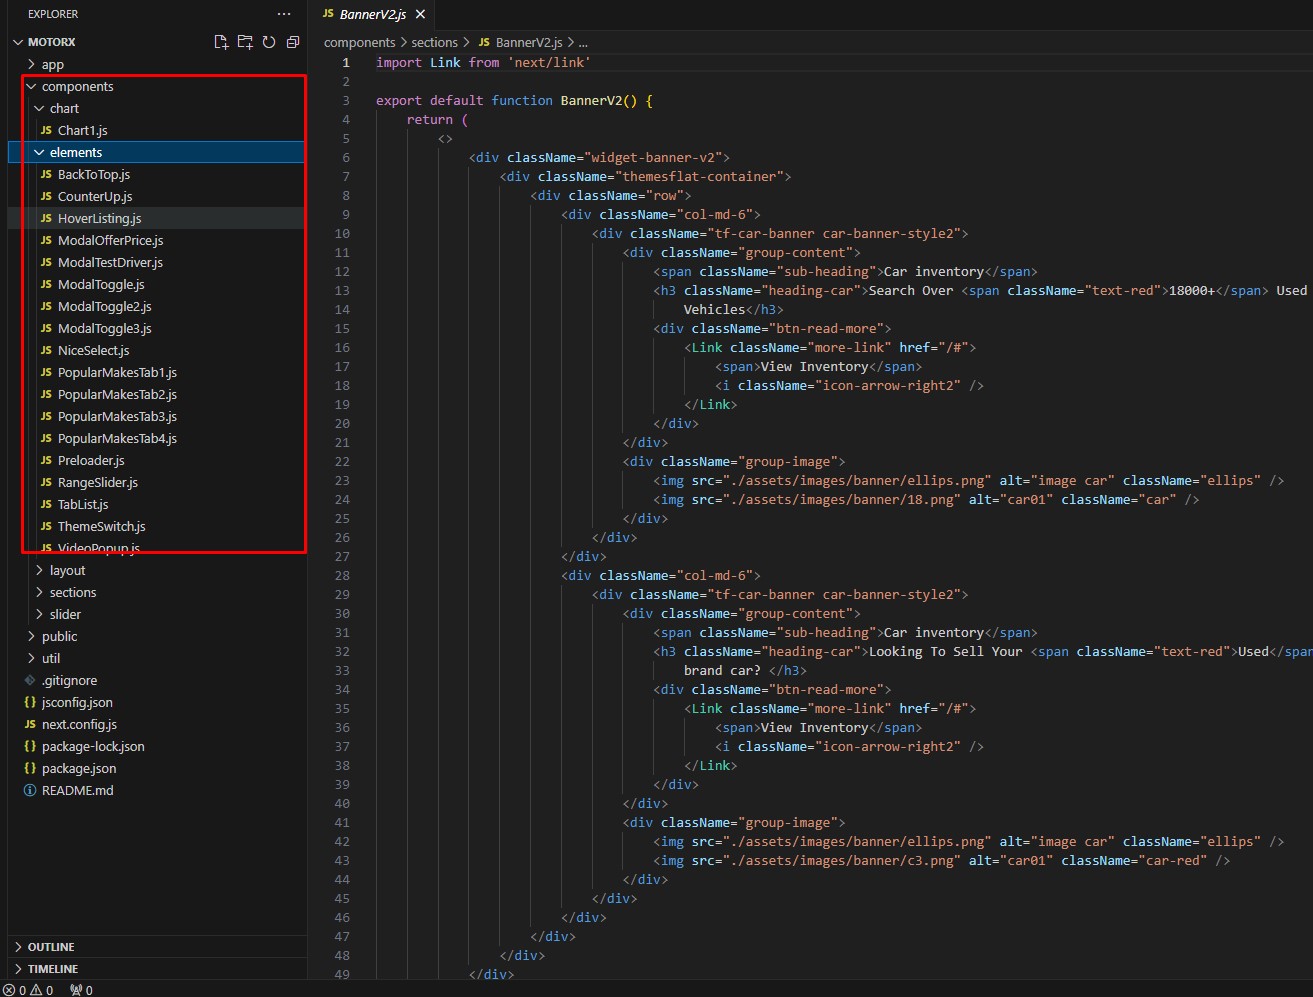 EXPLORER
MOTORX
app
components
chart
JS Chart1.js
elements
JS BackToTop.js
JS CounterUp.js
JS HoverListing.js
JS ModalOfferPrice.js
JS ModalTestDriver.js
JS ModalToggle.js
JS ModalToggle2.js
JS ModalToggle3.js
JS NiceSelect.js
JS PopularMakesTab1.js
JS PopularMakesTab2.js
JS PopularMakesTab3.js
JS PopularMakesTab4.js
JS Preloader.js
JS RangeSlider.js
JS TabList.js
JS ThemeSwitch.js
JS VideoPopup.js
layout
sections
slider
public
util
.gitignore
{} jsconfig.json
JS next.config.js
{} package-lock.json
{} package.json
README.md
OUTLINE
TIMELINE
0 0 0
JS BannerV2.js
components > sections > JS BannerV2.js > ...
1 import Link from 'next/link'
2
3 export default function BannerV2() {
4 return (
5 <>
6 <div className="widget-banner-v2">
7 <div className="themesflat-container">
8 <div className="row">
9 <div className="col-md-6">
10 <div className="tf-car-banner car-banner-style2">
11 <div className="group-content">
12 <span className="sub-heading">Car inventory</span>
13 <h3 className="heading-car">Search Over <span className="text-red">18000+</span> Used
14 Vehicles</h3>
15 <div className="btn-read-more">
16 <Link className="more-link" href="/#">
17 <span>View Inventory</span>
18 <i className="icon-arrow-right2" />
19 </Link>
20 </div>
21 </div>
22 <div className="group-image">
23 <img src="./assets/images/banner/ellips.png" alt="image car" className="ellips" />
24 <img src="./assets/images/banner/18.png" alt="car01" className="car" />
25 </div>
26 </div>
27 </div>
28 <div className="col-md-6">
29 <div className="tf-car-banner car-banner-style2">
30 <div className="group-content">
31 <span className="sub-heading">Car inventory</span>
32 <h3 className="heading-car">Looking To Sell Your <span className="text-red">Used</span
33 brand car? </h3>
34 <div className="btn-read-more">
35 <Link className="more-link" href="/#">
36 <span>View Inventory</span>
37 <i className="icon-arrow-right2" />
38 </Link>
39 </div>
40 </div>
41 <div className="group-image">
42 <img src="./assets/images/banner/ellips.png" alt="image car" className="ellips" />
43 <img src="./assets/images/banner/c3.png" alt="car01" className="car-red" />
44 </div>
45 </div>
46 </div>
47 </div>
48 </div>
49 </div>